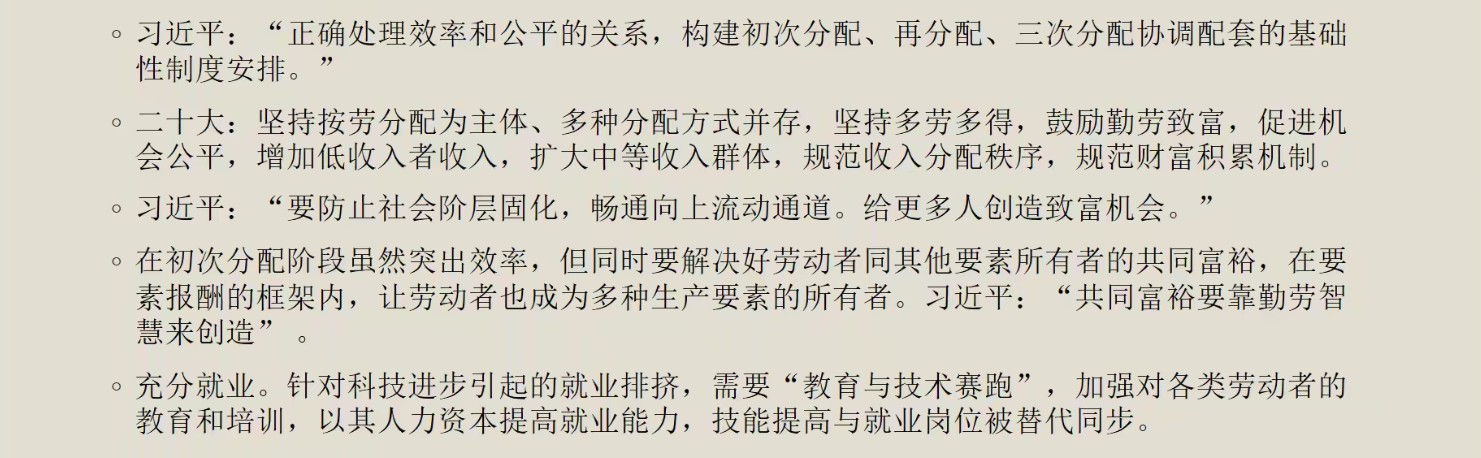 ◦ 习近平：“正确处理效率和公平的关系，构建初次分配、再分配、三次分配协调配套的基础
性制度安排。”
◦ 二十大：坚持按劳分配为主体、多种分配方式并存，坚持多劳多得，鼓励勤劳致富，促进机
会公平，增加低收入者收入，扩大中等收入群体，规范收入分配秩序，规范财富积累机制。
◦ 习近平：“要防止社会阶层固化，畅通向上流动通道。给更多人创造致富机会。”
◦ 在初次分配阶段虽然突出效率，但同时要解决好劳动者同其他要素所有者的共同富裕，在要
素报酬的框架内，让劳动者也成为多种生产要素的所有者。习近平：“共同富裕要靠勤劳智
慧来创造” 。
◦ 充分就业。针对科技进步引起的就业排挤，需要“教育与技术赛跑”，加强对各类劳动者的
教育和培训，以其人力资本提高就业能力，技能提高与就业岗位被替代同步。